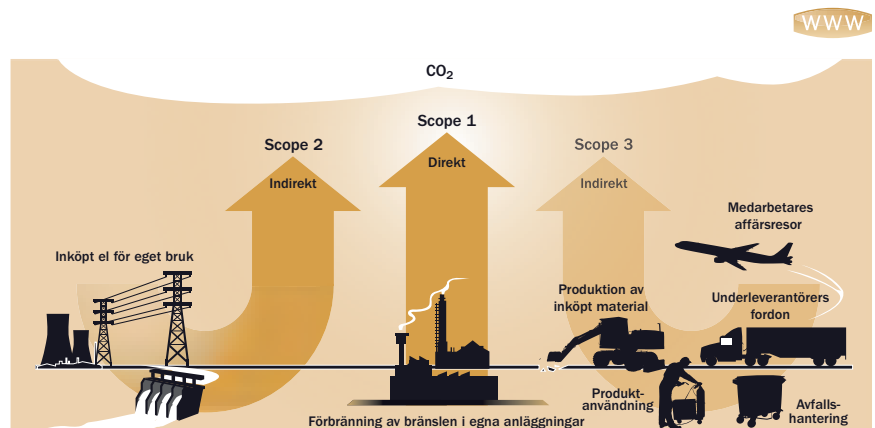 WWW
CO₂
Scope 1
Direkt
Scope 2
Indirekt
Scope 3
Indirekt
Inköpt el för eget bruk
Medarbetares
affärsresor
Produktion av
inköpt material
Underleverantörers
fordon
Produkt-
användning
Avfalls-
hantering
Förbränning av bränslen i egna anläggningar